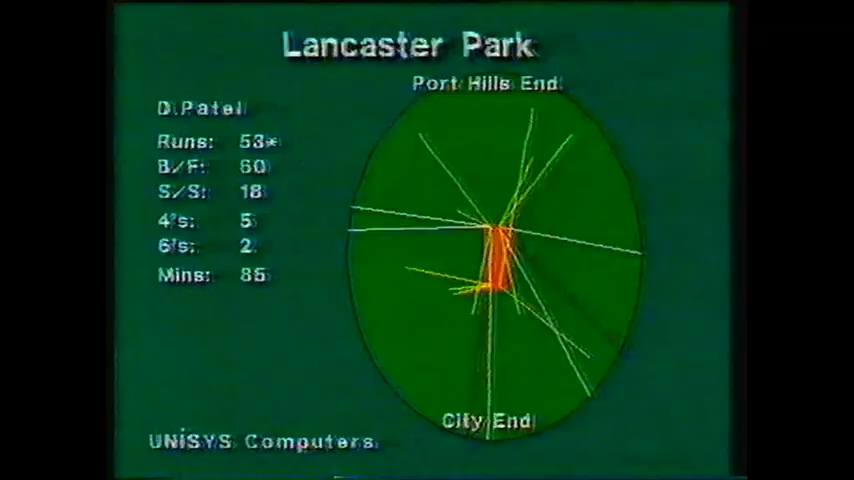 Lancaster Park
Port Hills End
D.Patel
Runs: 53*
B/F: 60
S/S: 18
4's: 5
6's: 2
Mins: 85
City End
UNiSYS Computers